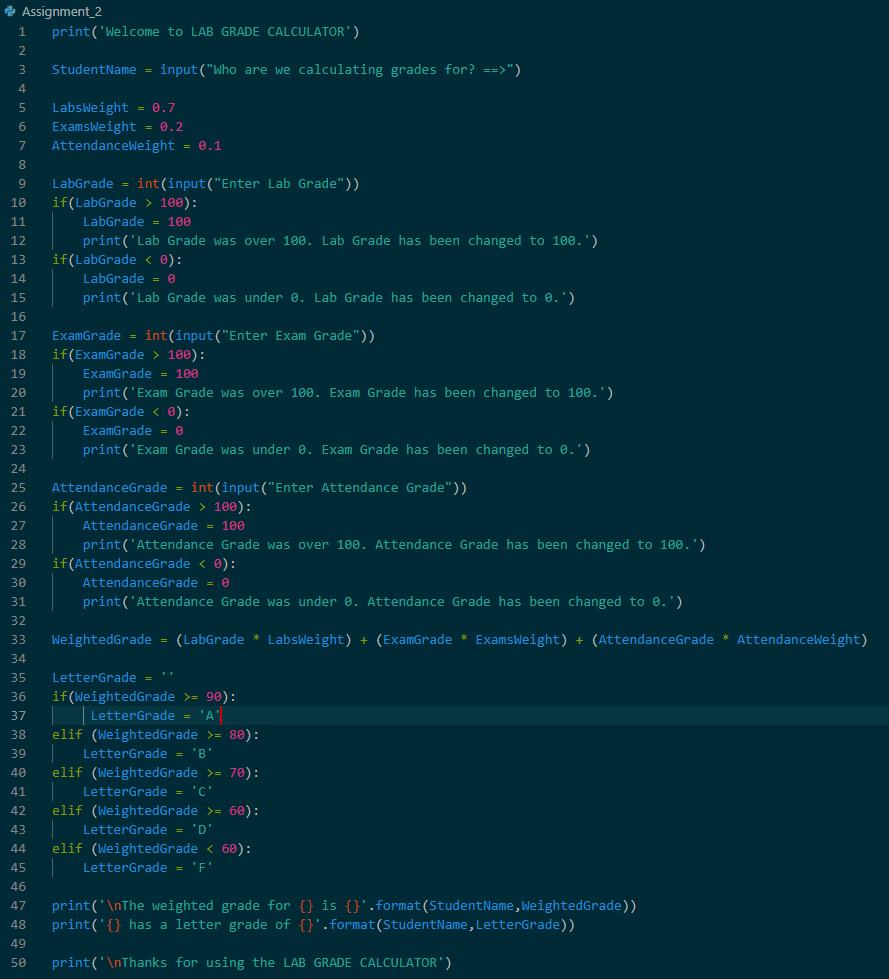 Assignment_2
1 print('Welcome to LAB GRADE CALCULATOR')
2
3 StudentName = input("Who are we calculating grades for? ==>")
4
5 LabsWeight = 0.7
6 ExamsWeight = 0.2
7 AttendanceWeight = 0.1
8
9 LabGrade = int(input("Enter Lab Grade"))
10 if(LabGrade > 100):
11     LabGrade = 100
12     print('Lab Grade was over 100. Lab Grade has been changed to 100.')
13 if(LabGrade < 0):
14     LabGrade = 0
15     print('Lab Grade was under 0. Lab Grade has been changed to 0.')
16
17 ExamGrade = int(input("Enter Exam Grade"))
18 if(ExamGrade > 100):
19     ExamGrade = 100
20     print('Exam Grade was over 100. Exam Grade has been changed to 100.')
21 if(ExamGrade < 0):
22     ExamGrade = 0
23     print('Exam Grade was under 0. Exam Grade has been changed to 0.')
24
25 AttendanceGrade = int(input("Enter Attendance Grade"))
26 if(AttendanceGrade > 100):
27     AttendanceGrade = 100
28     print('Attendance Grade was over 100. Attendance Grade has been changed to 100.')
29 if(AttendanceGrade < 0):
30     AttendanceGrade = 0
31     print('Attendance Grade was under 0. Attendance Grade has been changed to 0.')
32
33 WeightedGrade = (LabGrade * LabsWeight) + (ExamGrade * ExamsWeight) + (AttendanceGrade * AttendanceWeight)
34
35 LetterGrade = ''
36 if(WeightedGrade >= 90):
37      LetterGrade = 'A'
38 elif (WeightedGrade >= 80):
39     LetterGrade = 'B'
40 elif (WeightedGrade >= 70):
41     LetterGrade = 'C'
42 elif (WeightedGrade >= 60):
43     LetterGrade = 'D'
44 elif (WeightedGrade < 60):
45     LetterGrade = 'F'
46
47 print('\nThe weighted grade for {} is {}'.format(StudentName,WeightedGrade))
48 print('{} has a letter grade of {}'.format(StudentName,LetterGrade))
49
50 print('\nThanks for using the LAB GRADE CALCULATOR')